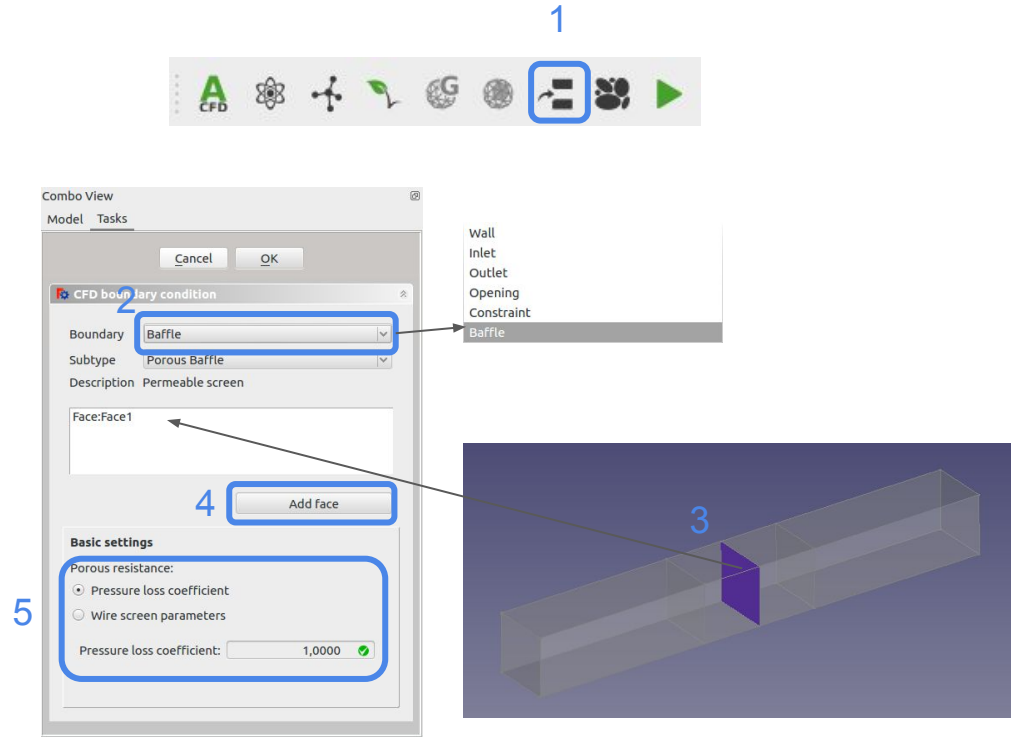 1
A
CFD
G
Combo View
Model Tasks
Cancel OK
CFD boundary condition
2
Boundary Baffle
Subtype Porous Baffle
Description Permeable screen
Face:Face1
4
Add face
Basic settings
Porous resistance:
Pressure loss coefficient
Wire screen parameters
5
Pressure loss coefficient: 1,0000
Wall
Inlet
Outlet
Opening
Constraint
Baffle
3